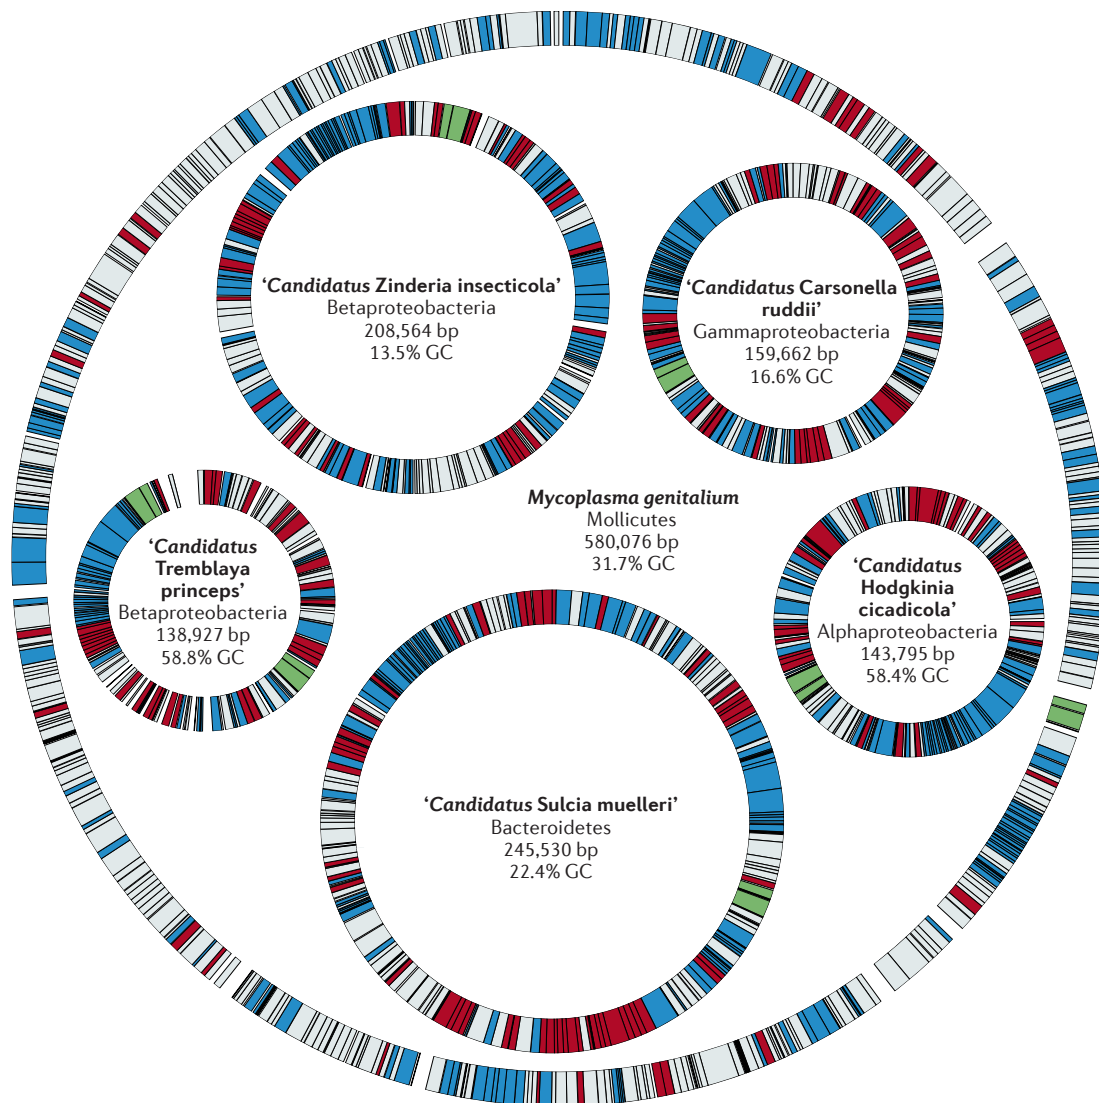 ‘Candidatus Zinderia insecticola’
Betaproteobacteria
208,564 bp
13.5% GC
‘Candidatus Carsonella
ruddii’
Gammaproteobacteria
159,662 bp
16.6% GC
Mycoplasma genitalium
Mollicutes
580,076 bp
31.7% GC
‘Candidatus
Tremblaya
princeps’
Betaproteobacteria
138,927 bp
58.8% GC
‘Candidatus
Hodgkinia
cicadicola’
Alphaproteobacteria
143,795 bp
58.4% GC
‘Candidatus Sulcia muelleri’
Bacteroidetes
245,530 bp
22.4% GC